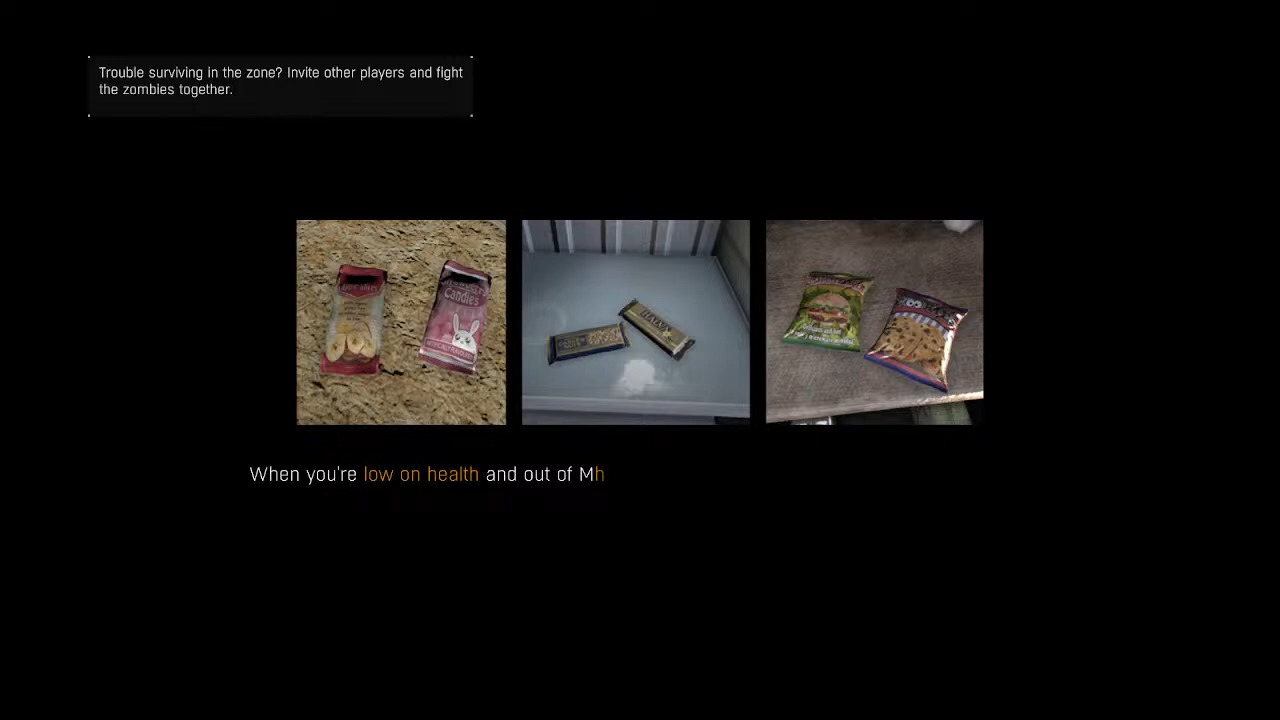 Trouble surviving in the zone? Invite other players and fight
the zombies together.
Candies
When you're low on health and out of Mh